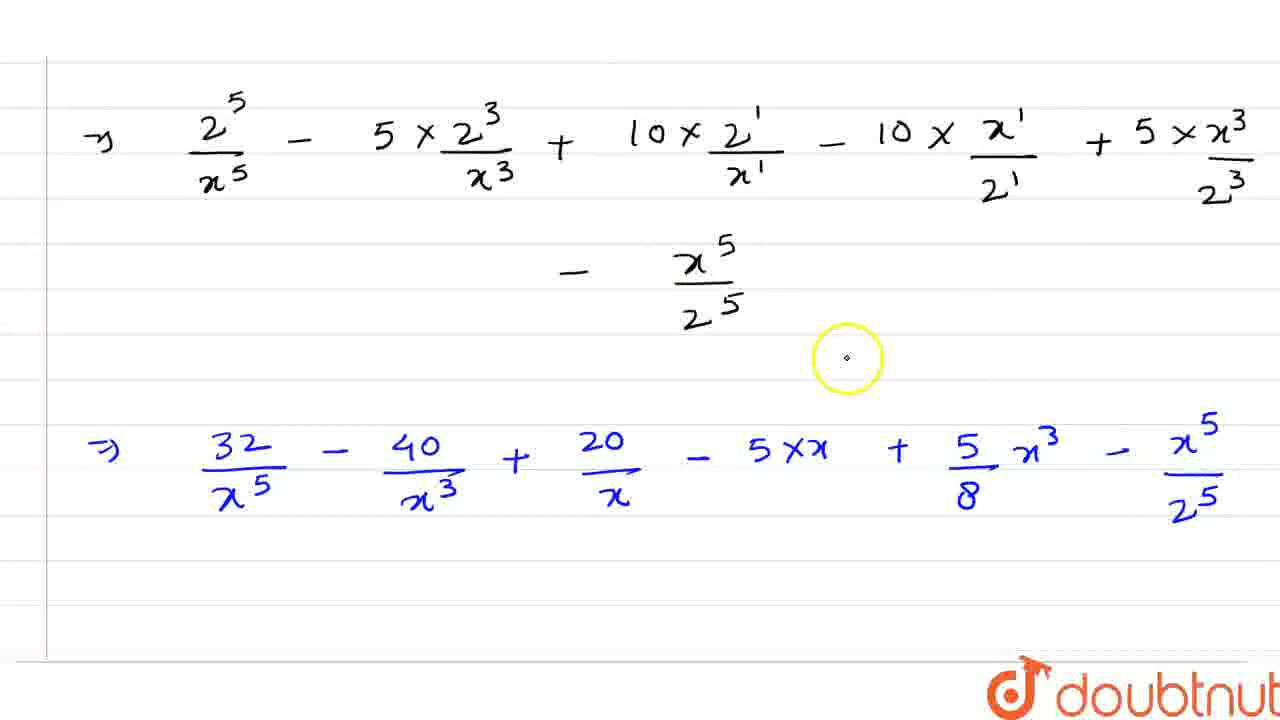 ⇒ 2^5/x^5 - 5 × 2^3/x^3 + 10 × 2^1/x^1 - 10 × x^1/2^1 + 5 × x^3/2^3
- x^5/2^5
⇒ 32/x^5 - 40/x^3 + 20/x - 5 × x + 5/8 x^3 - x^5/2^5
doubtnut